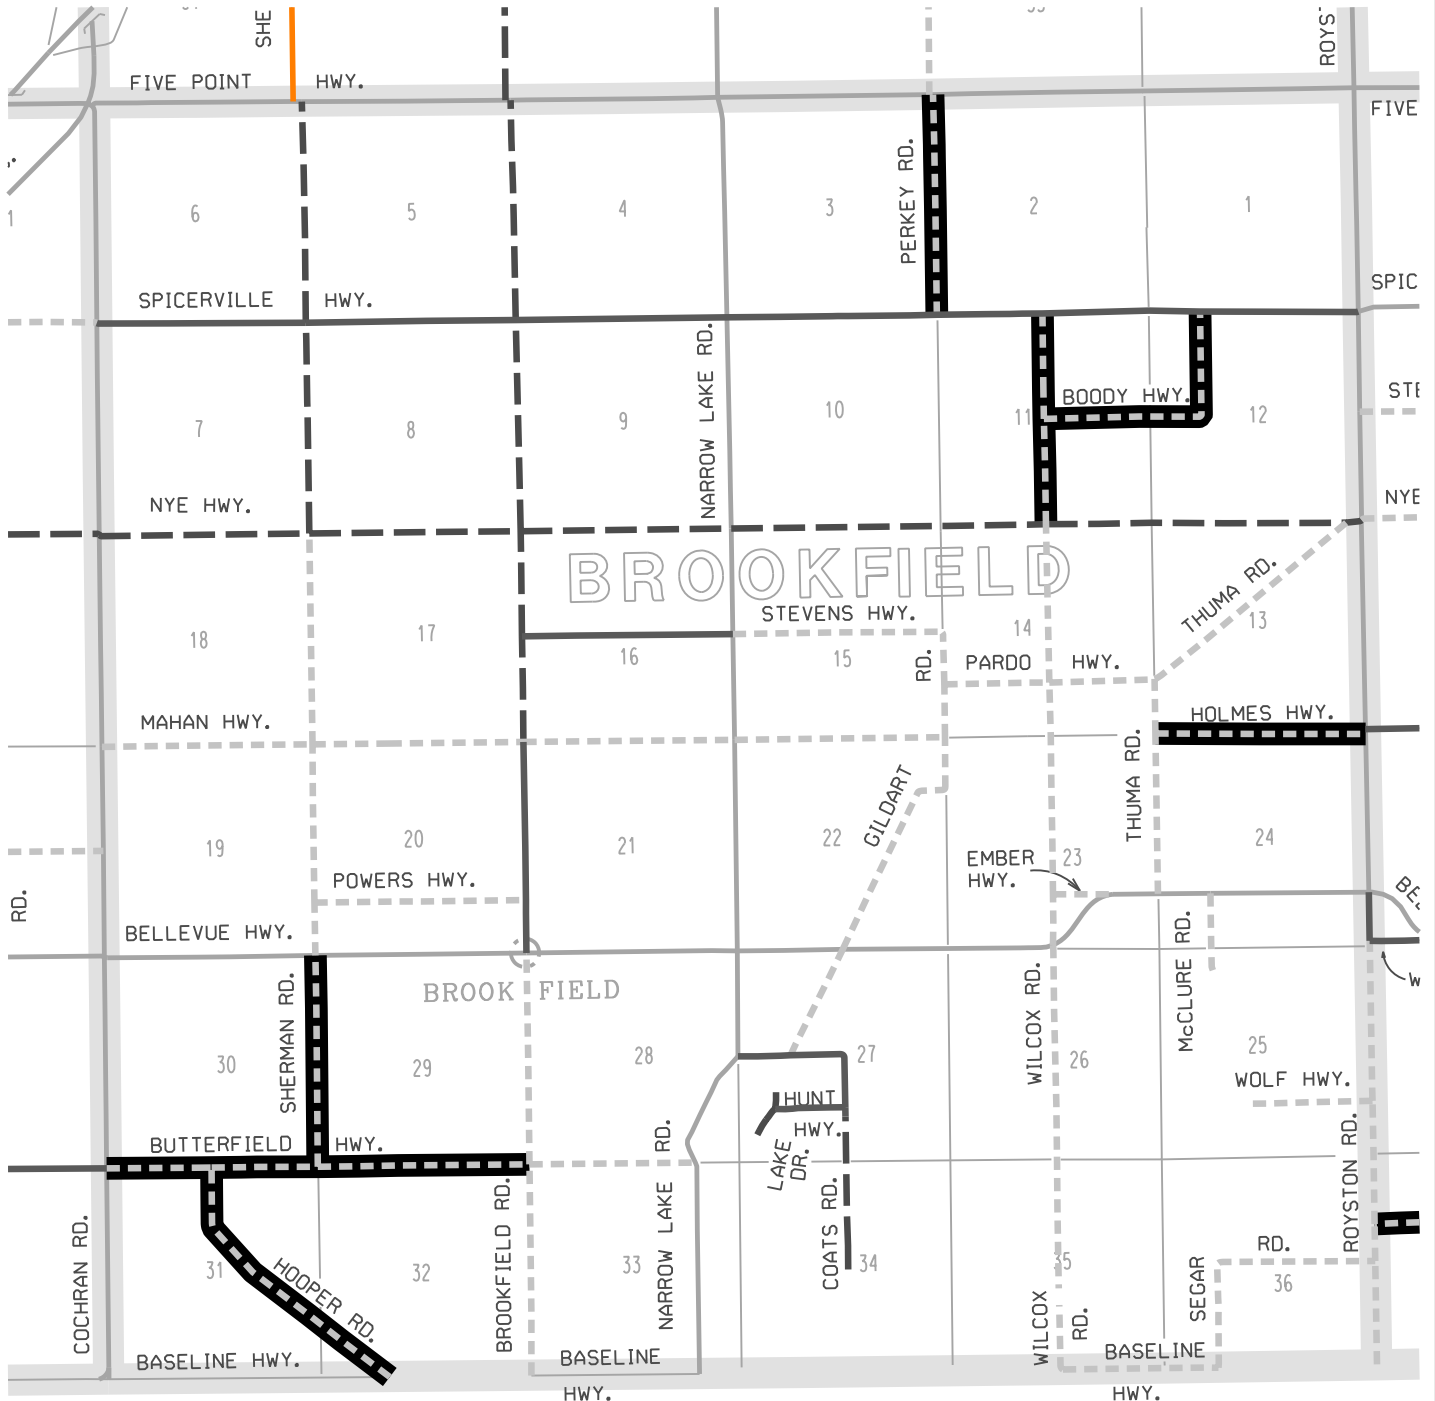 SHE
ROYS
FIVE POINT HWY.
FIVE
PERKEY RD.
1
6
5
4
3
2
1
SPICERVILLE HWY.
SPIC
NARROW LAKE RD.
BOODY HWY.
STE
7
8
9
10
11
12
NYE HWY.
NYE
BROOKFIELD
THUMA RD.
STEVENS HWY.
18
17
16
15
14
13
RD.
PARDO HWY.
MAHAN HWY.
HOLMES HWY.
THUMA RD.
GILDART
19
20
21
22
23
24
EMBER
HWY.
POWERS HWY.
RD.
BELLEVUE HWY.
BEL
McCLURE RD.
BROOK FIELD
WILCOX RD.
W
SHERMAN RD.
30
29
28
27
26
25
WOLF HWY.
HUNT
HWY.
BUTTERFIELD HWY.
LAKE
DR.
NARROW LAKE RD.
COATS RD.
BROOKFIELD RD.
ROYSTON RD.
COCHRAN RD.
31
32
33
34
35
36
HOOPER RD.
SEGAR
RD.
WILCOX
RD.
BASELINE HWY.
BASELINE
HWY.
BASELINE
HWY.